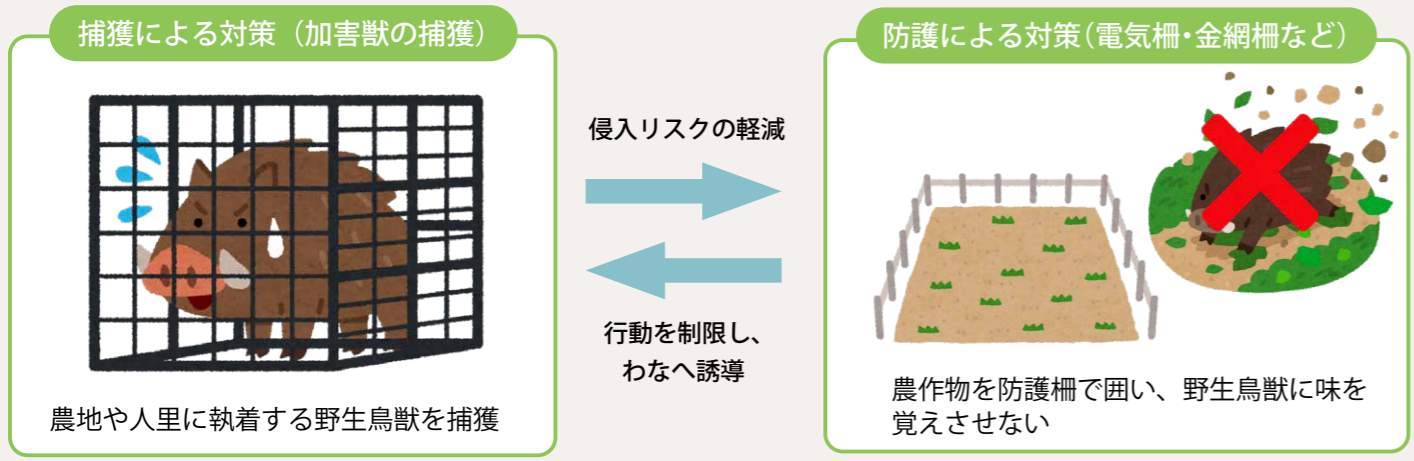 捕獲による対策（加害獣の捕獲）
農地や人里に執着する野生鳥獣を捕獲
侵入リスクの軽減
行動を制限し、
わなへ誘導
防護による対策（電気柵・金網柵など）
農作物を防護柵で囲い、野生鳥獣に味を
覚えさせない